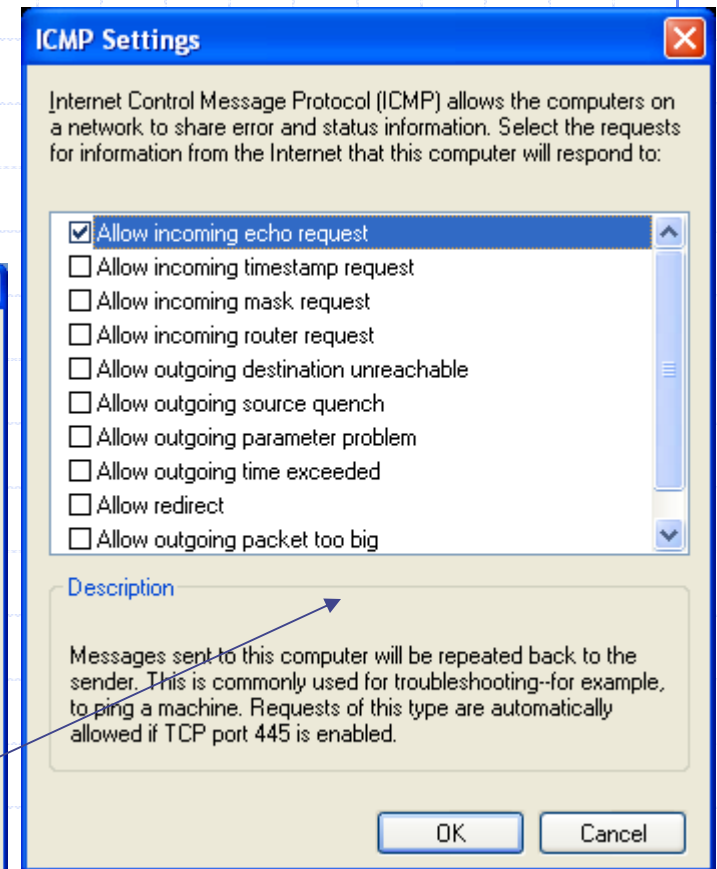 ICMP Settings
Internet Control Message Protocol (ICMP) allows the computers on
a network to share error and status information. Select the requests
for information from the Internet that this computer will respond to:
Allow incoming echo request
Allow incoming timestamp request
Allow incoming mask request
Allow incoming router request
Allow outgoing destination unreachable
Allow outgoing source quench
Allow outgoing parameter problem
Allow outgoing time exceeded
Allow redirect
Allow outgoing packet too big
Description
Messages sent to this computer will be repeated back to the
sender. This is commonly used for troubleshooting--for example,
to ping a machine. Requests of this type are automatically
allowed if TCP port 445 is enabled.
OK Cancel